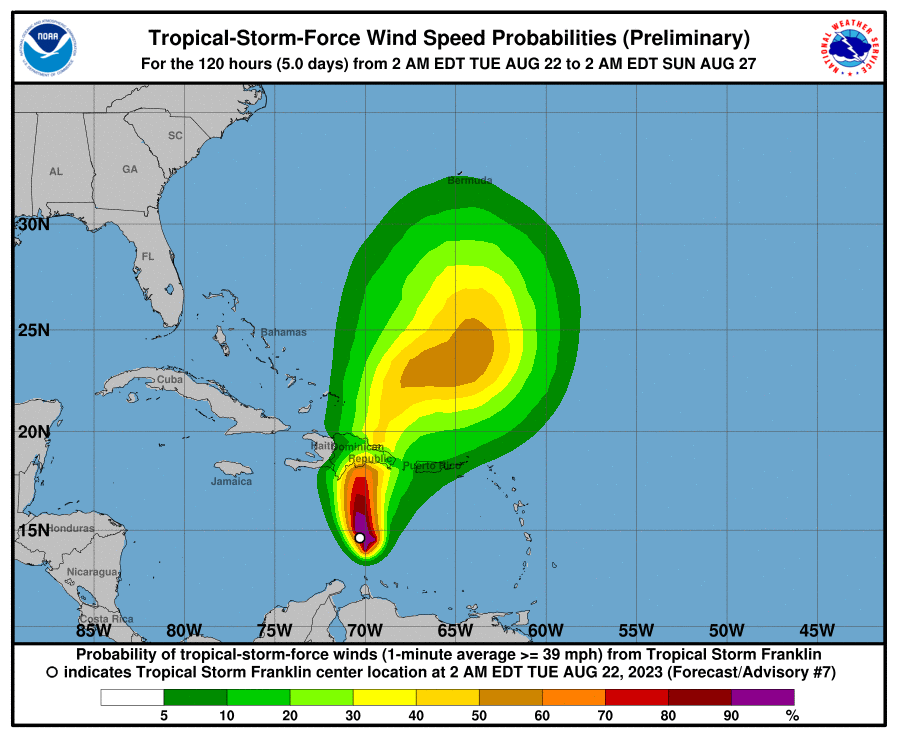 Tropical-Storm-Force Wind Speed Probabilities (Preliminary)
For the 120 hours (5.0 days) from 2 AM EDT TUE AUG 22 to 2 AM EDT SUN AUG 27
NOAA
NATIONAL WEATHER SERVICE
SC
AL
GA
Bermuda
30N
FL
25N
Bahamas
Cuba
20N
Haiti
Dominican
Republic
Puerto Rico
Jamaica
15N
Honduras
Nicaragua
Costa Rica
85W 80W 75W 70W 65W 60W 55W 50W 45W
Probability of tropical-storm-force winds (1-minute average >= 39 mph) from Tropical Storm Franklin
indicates Tropical Storm Franklin center location at 2 AM EDT TUE AUG 22, 2023 (Forecast/Advisory #7)
5 10 20 30 40 50 60 70 80 90 %